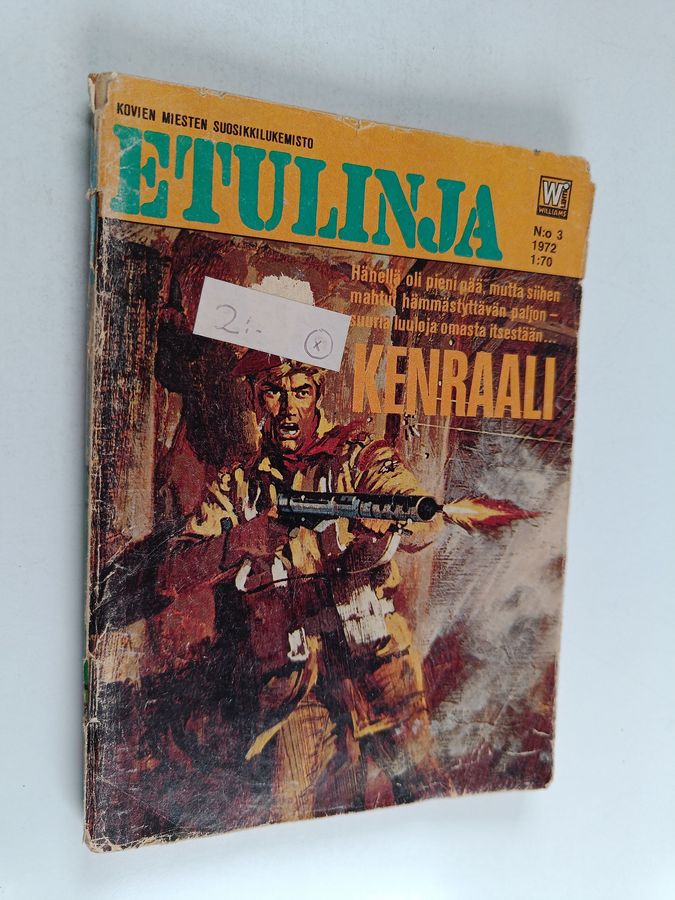 KOVIEN MIESTEN SUOSIKKILUKEMISTO
ETULINJA
W
WILLIAMS
N:o 3
1972
1:70
Hänellä oli pieni pää, mutta siihen
mahtui hämmästyttävän paljon –
suuria luuloja omasta itsestään...
KENRAALI
2:-
x